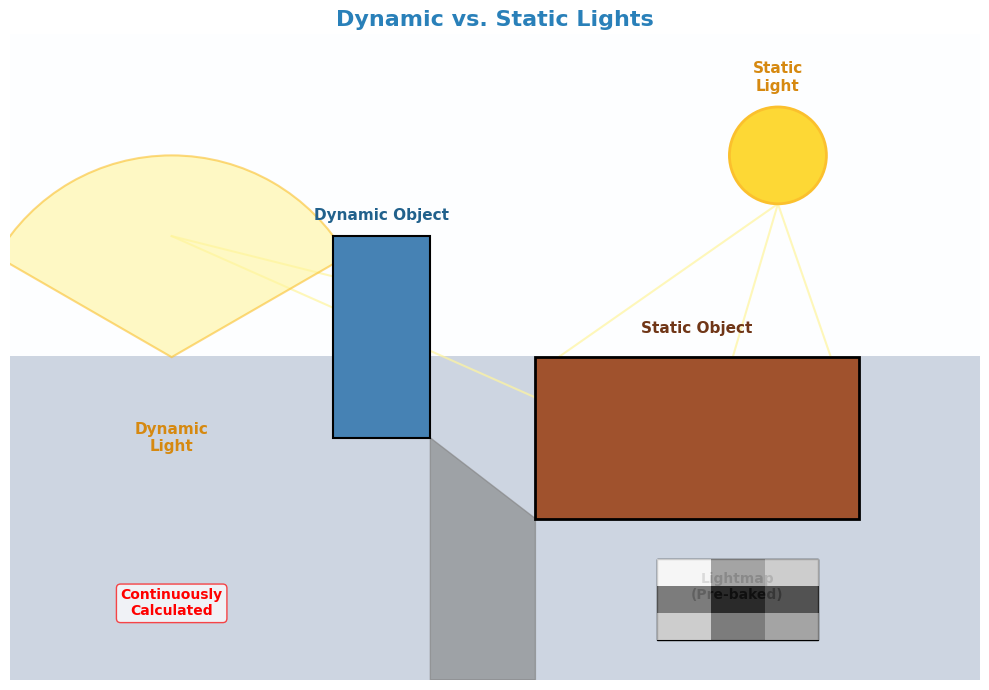 Dynamic vs. Static Lights
Static
Light
Dynamic Object
Static Object
Dynamic
Light
Continuously
Calculated
Lightmap
(Pre-baked)